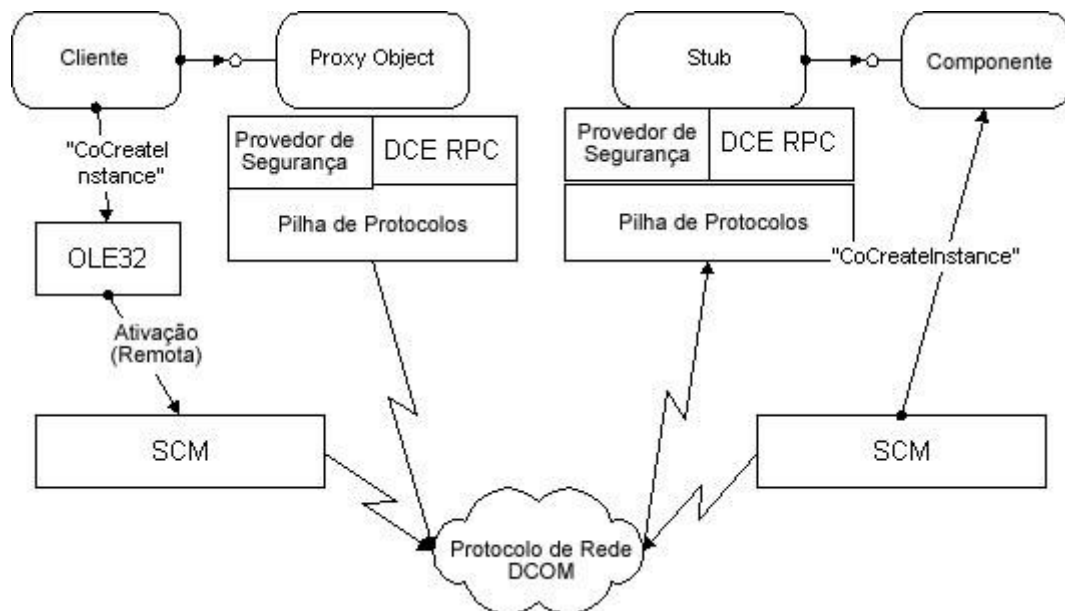 Cliente
Proxy Object
Stub
Componente
Provedor de
Segurança
DCE RPC
Pilha de Protocolos
Provedor de
Segurança
DCE RPC
Pilha de Protocolos
"CoCreateI
nstance"
OLE32
Ativação
(Remota)
SCM
"CoCreateInstance"
SCM
Protocolo de Rede
DCOM